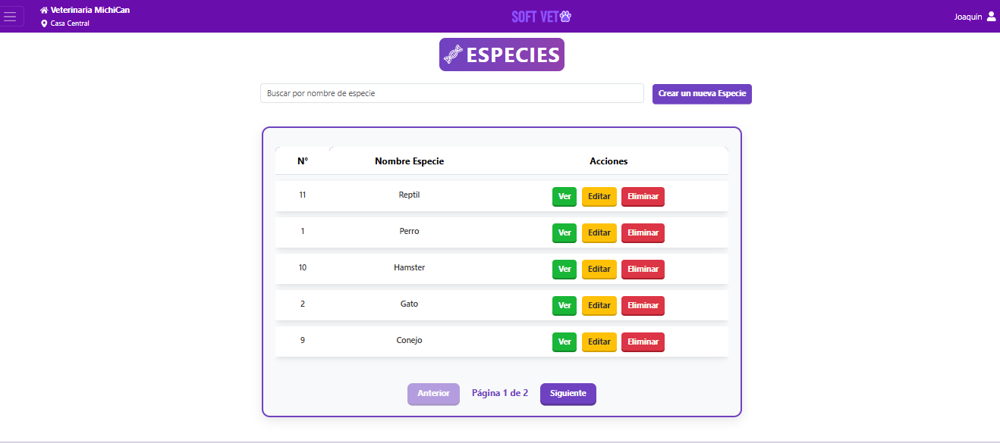 Veterinaria MichiCan
Casa Central
SOFT VET
Joaquin
ESPECIES
Buscar por nombre de especie
Crear un nueva Especie
N° Nombre Especie Acciones
11 Reptil Ver Editar Eliminar
1 Perro Ver Editar Eliminar
10 Hamster Ver Editar Eliminar
2 Gato Ver Editar Eliminar
9 Conejo Ver Editar Eliminar
Anterior Página 1 de 2 Siguiente